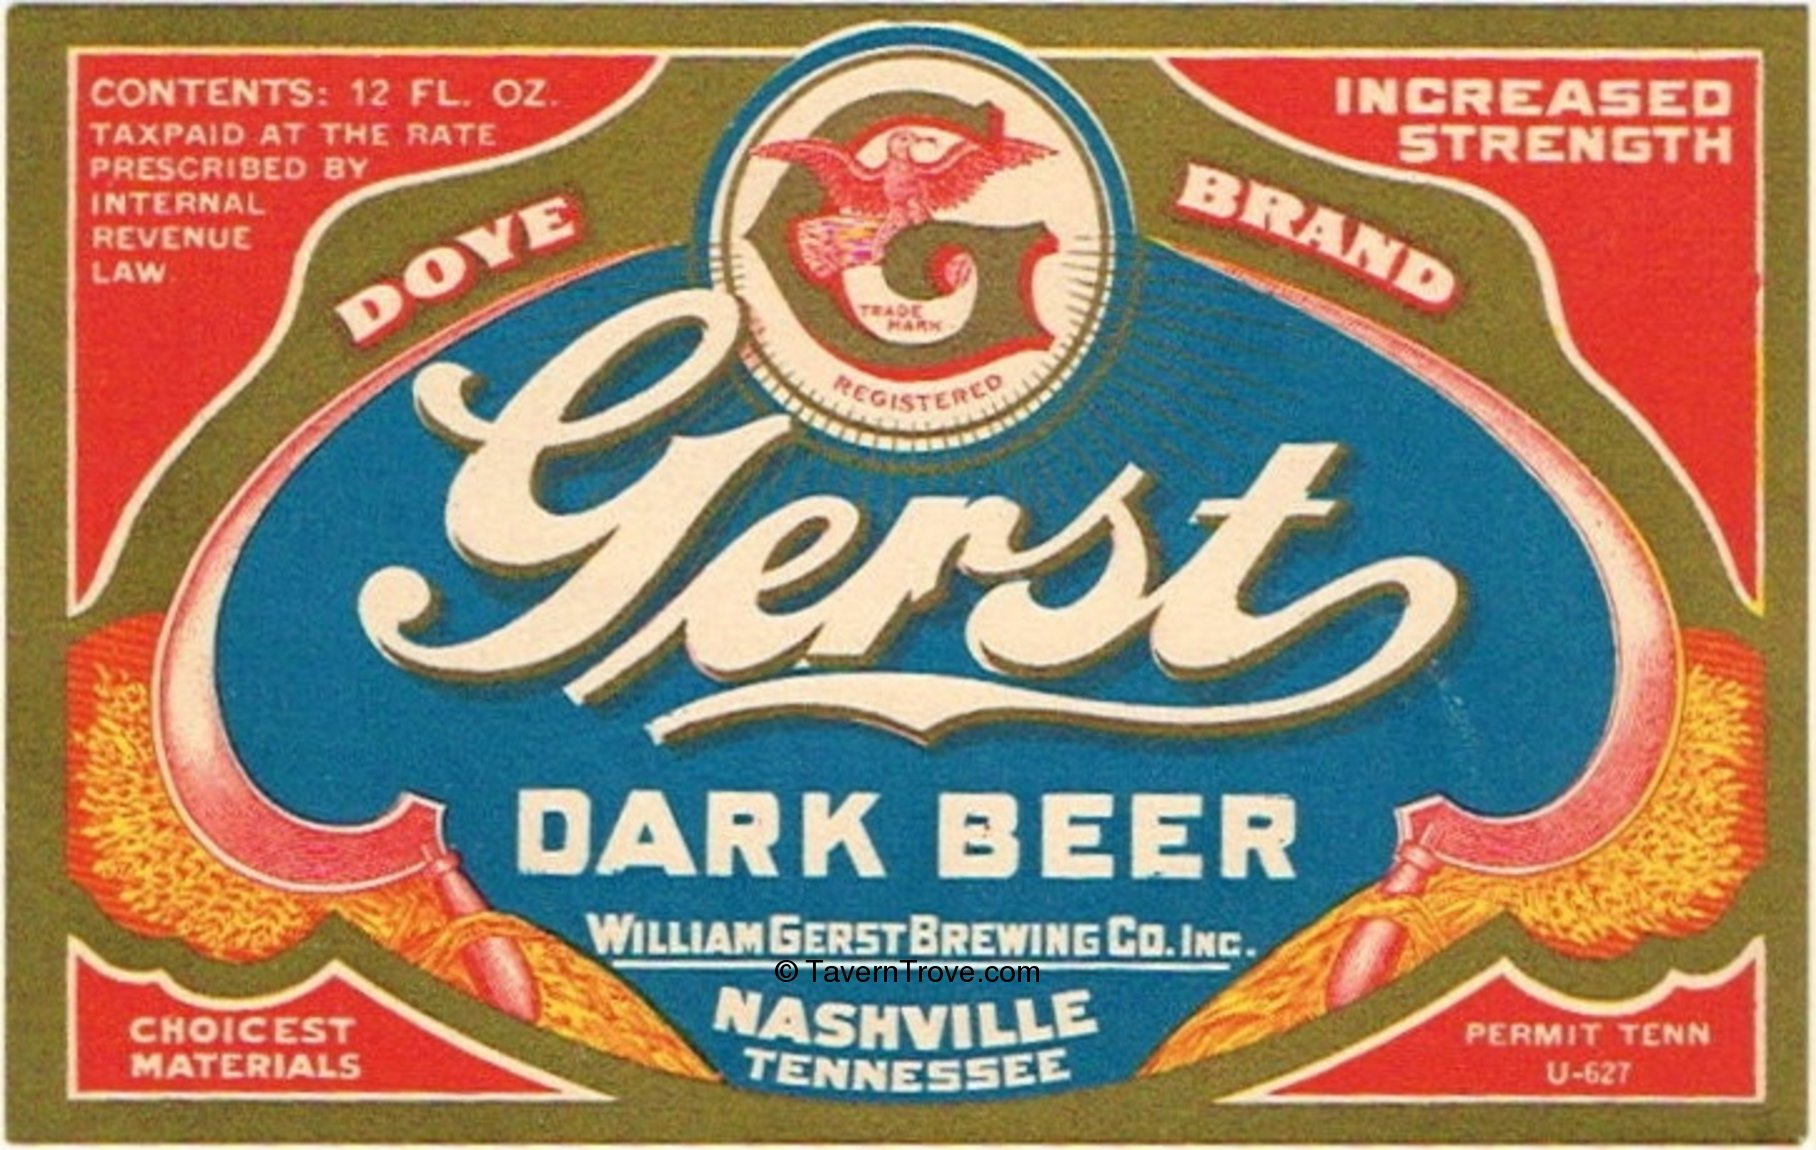 CONTENTS: 12 FL. OZ.
TAXPAID AT THE RATE
PRESCRIBED BY
INTERNAL
REVENUE
LAW
INCREASED
STRENGTH
DOYE
BRAND
G
TRADE
MARK
REGISTERED
Gerst
DARK BEER
WILLIAM GERST BREWING CO. INC.
© TavernTrove.com
NASHVILLE
TENNESSEE
CHOICEST
MATERIALS
PERMIT TENN
U-627